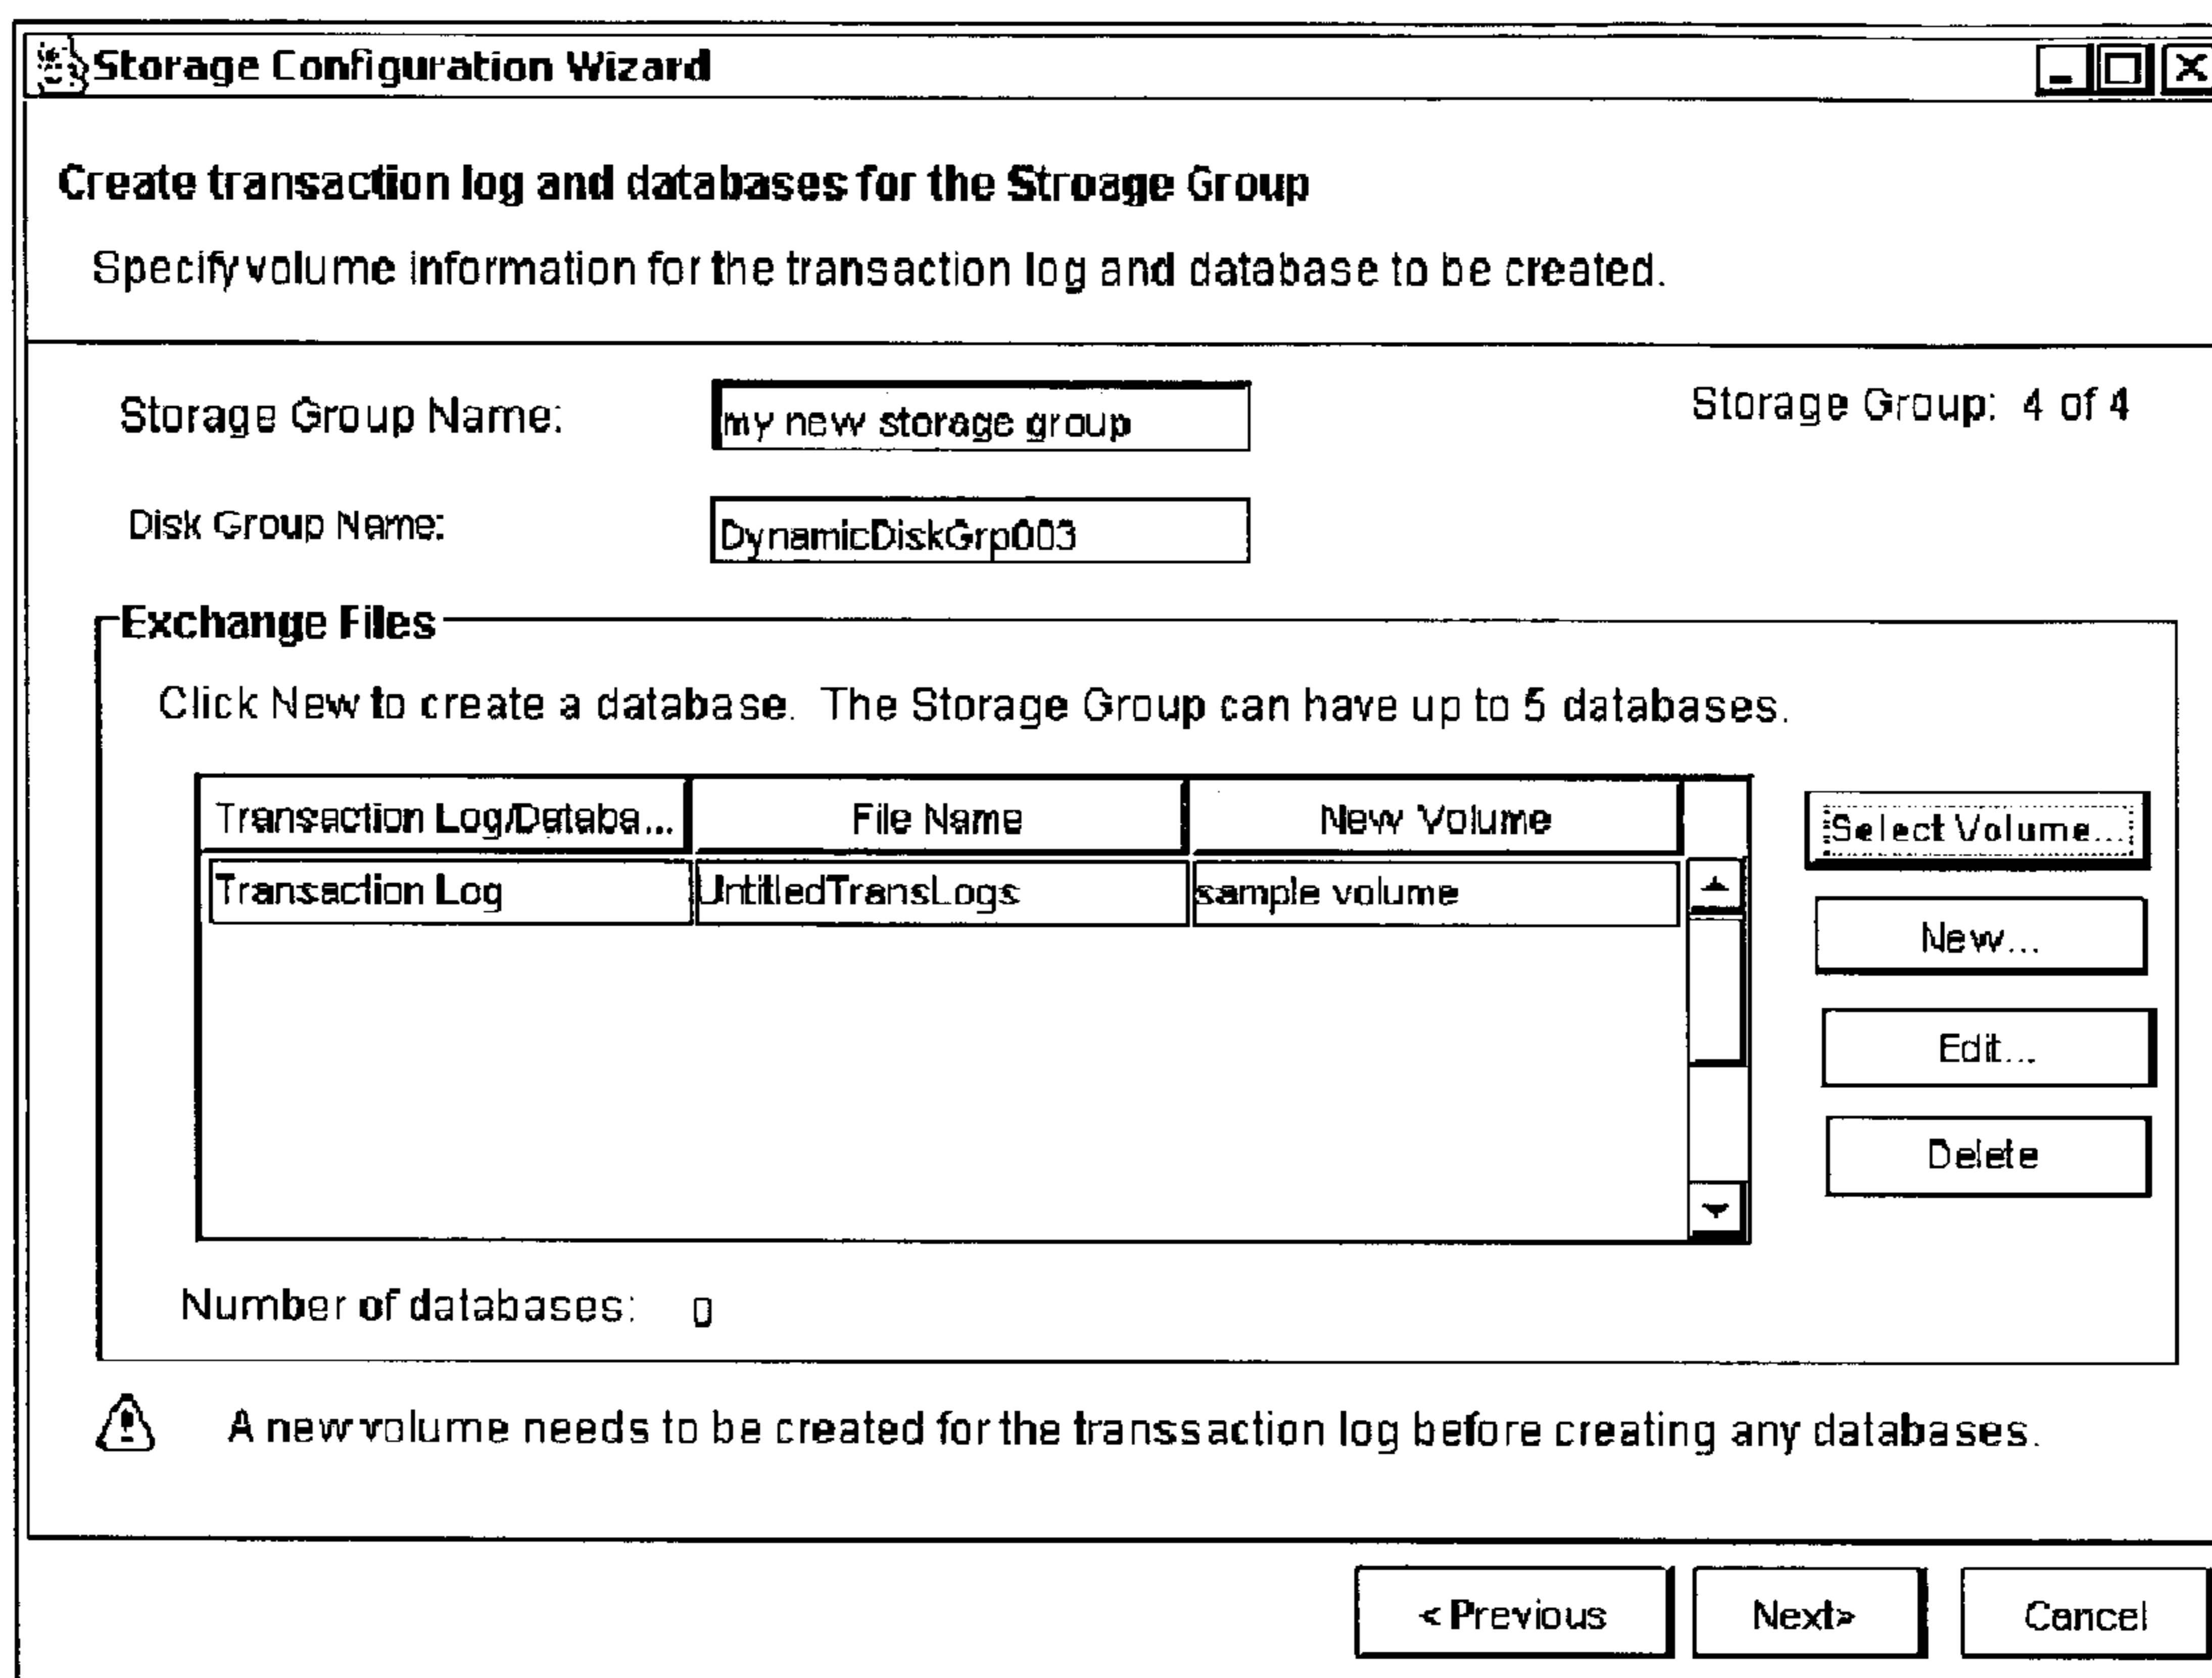 Storage Configuration Wizard
Create transaction log and databases for the Stroage Group
Specify volume information for the transaction log and database to be created.
Storage Group Name: my new storage group Storage Group: 4 of 4
Disk Group Name: DynamicDiskGrp003
Exchange Files
Click New to create a database. The Storage Group can have up to 5 databases.
Transaction Log/Databa... File Name New Volume
Select Volume...
Transaction Log UntitledTransLogs sample volume
New...
Edit...
Delete
Number of databases: 0
A new volume needs to be created for the transsaction log before creating any databases.
< Previous Next> Cancel